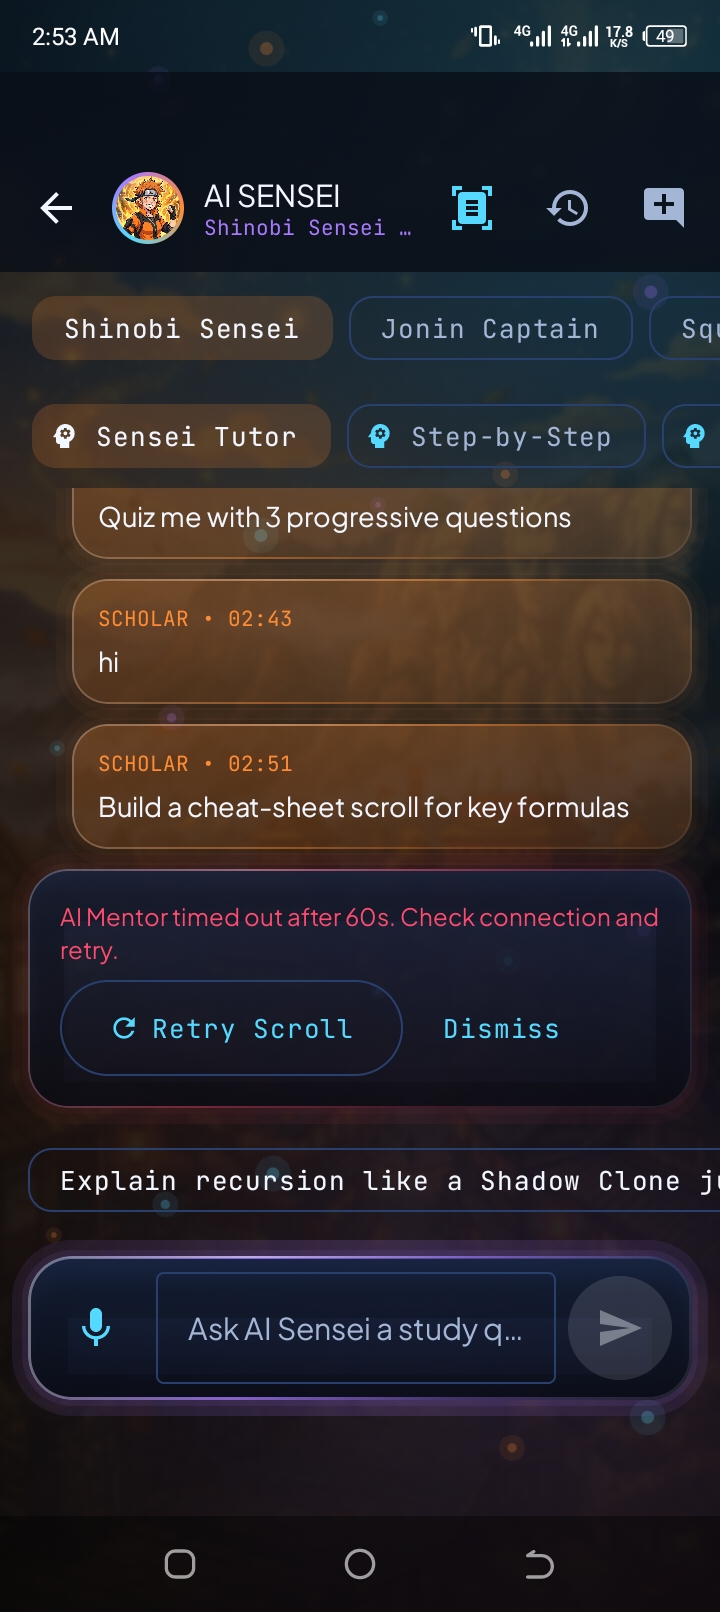 2:53 AM
4G 4G 17.8 K/S 49
AI SENSEI
Shinobi Sensei …
Shinobi Sensei Jonin Captain Squ
Sensei Tutor Step-by-Step
Quiz me with 3 progressive questions
SCHOLAR • 02:43
hi
SCHOLAR • 02:51
Build a cheat-sheet scroll for key formulas
AI Mentor timed out after 60s. Check connection and
retry.
Retry Scroll Dismiss
Explain recursion like a Shadow Clone ju
Ask AI Sensei a study q...